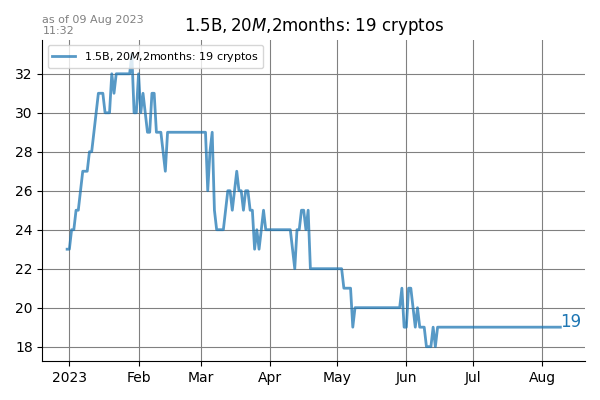 as of 09 Aug 2023
11:32
1.5B, 20M,2months: 19 cryptos
1.5B, 20M,2months: 19 cryptos
32
30
28
26
24
22
20
18
19
2023 Feb Mar Apr May Jun Jul Aug